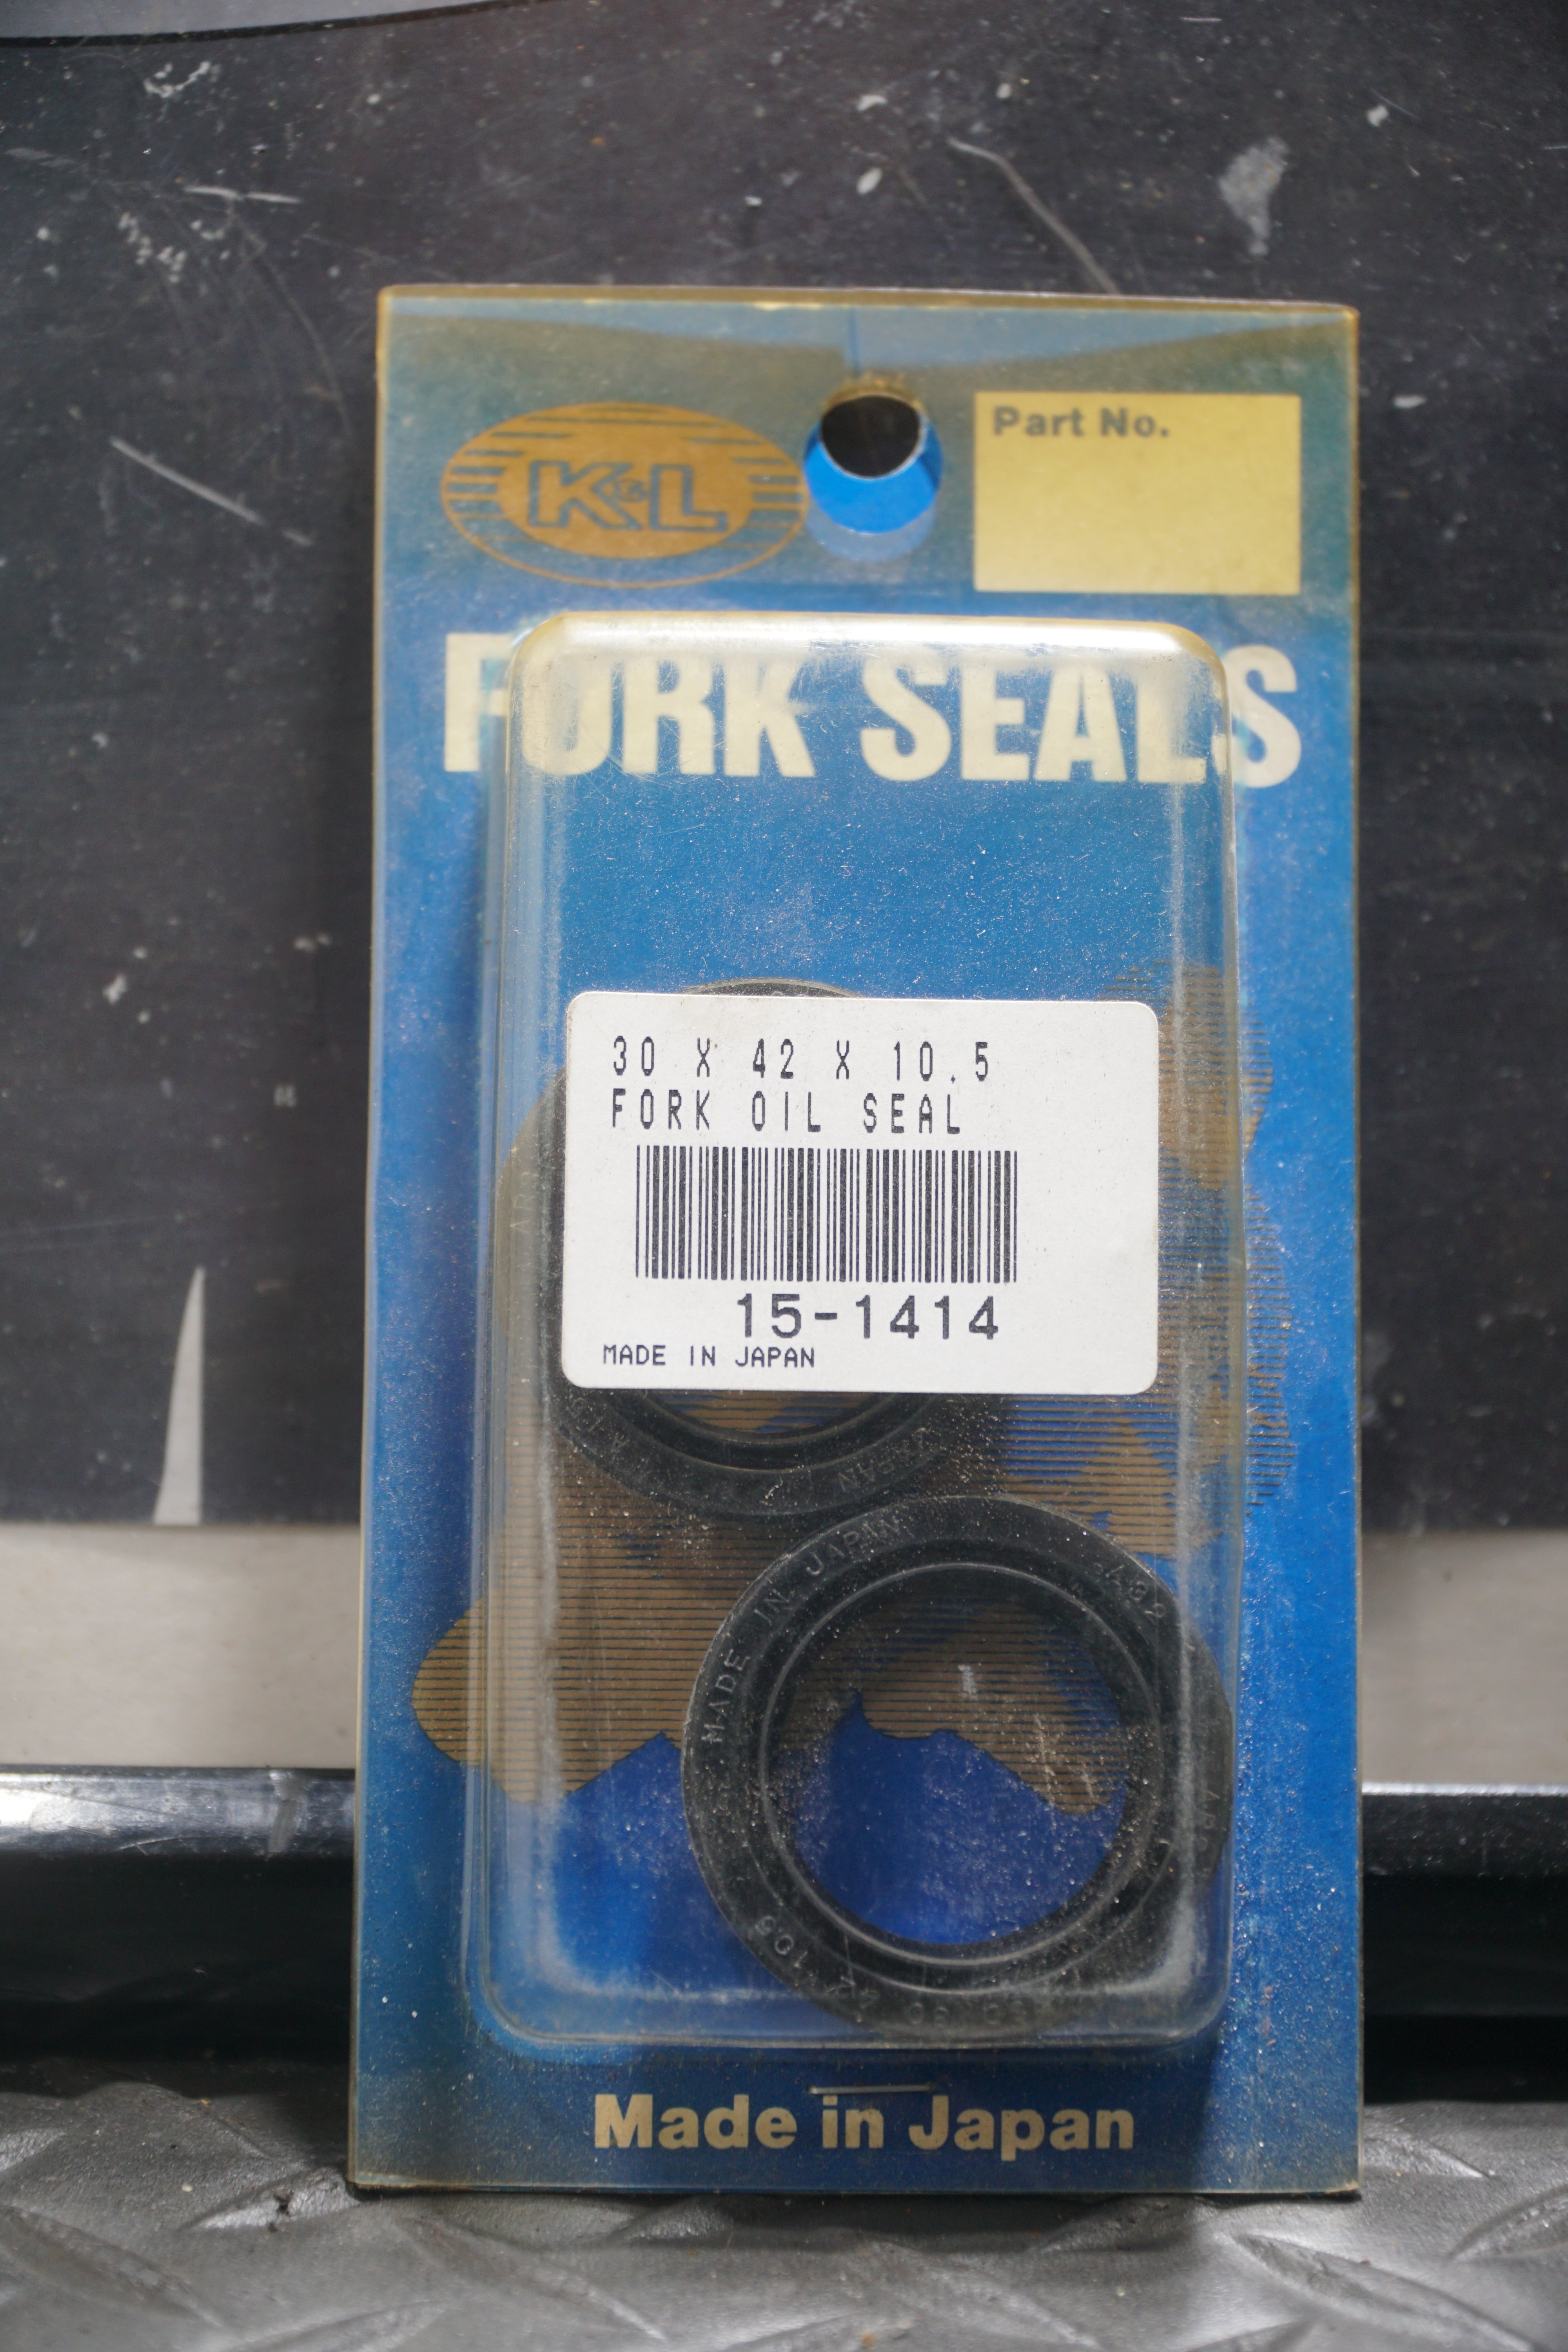 K&L
Part No.
FORK SEALS
30 X 42 X 10.5
FORK OIL SEAL
15-1414
MADE IN JAPAN
JAPAN
MADE IN JAPAN
Made in Japan